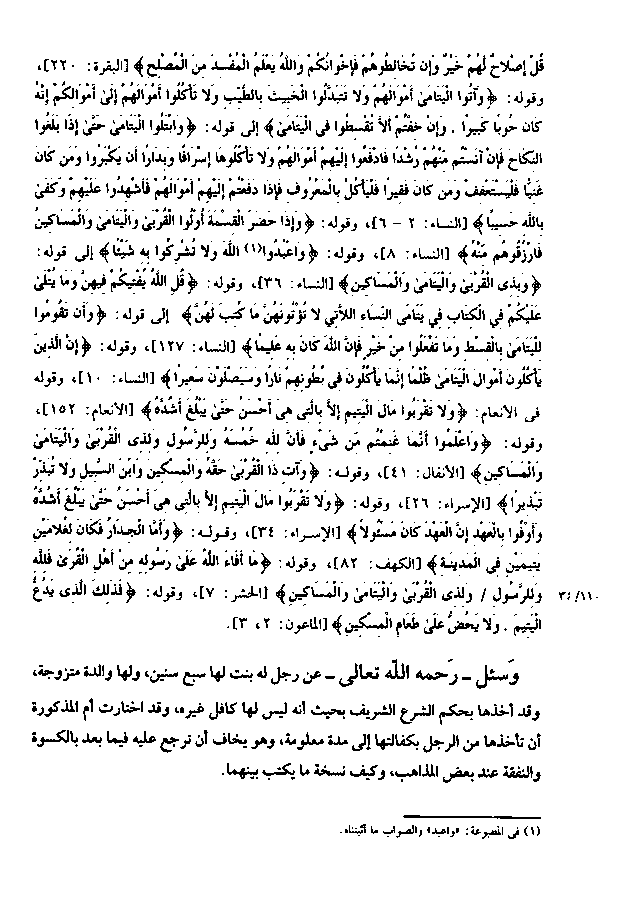 قُلْ إِصْلَاحٌ لَّهُمْ خَيْرٌ وَإِن تُخَالِطُوهُمْ فَإِخْوَانُكُمْ وَاللَّهُ يَعْلَمُ الْمُفْسِدَ مِنَ الْمُصْلِحِ﴾ [البقرة: ٢٢٠]،
وقوله: ﴿وَآتُوا الْيَتَامَىٰ أَمْوَالَهُمْ وَلَا تَتَبَدَّلُوا الْخَبِيثَ بِالطَّيِّبِ وَلَا تَأْكُلُوا أَمْوَالَهُمْ إِلَىٰ أَمْوَالِكُمْ إِنَّهُ
كَانَ حُوبًا كَبِيرًا . وَإِنْ خِفْتُمْ أَلَّا تُقْسِطُوا فِي الْيَتَامَىٰ﴾ إلى قوله: ﴿وَابْتَلُوا الْيَتَامَىٰ حَتَّىٰ إِذَا بَلَغُوا
النِّكَاحَ فَإِنْ آنَسْتُم مِّنْهُمْ رُشْدًا فَادْفَعُوا إِلَيْهِمْ أَمْوَالَهُمْ وَلَا تَأْكُلُوهَا إِسْرَافًا وَبِدَارًا أَن يَكْبَرُوا وَمَن كَانَ
غَنِيًّا فَلْيَسْتَعْفِفْ وَمَن كَانَ فَقِيرًا فَلْيَأْكُلْ بِالْمَعْرُوفِ فَإِذَا دَفَعْتُمْ إِلَيْهِمْ أَمْوَالَهُمْ فَأَشْهِدُوا عَلَيْهِمْ وَكَفَىٰ
بِاللَّهِ حَسِيبًا﴾ [النساء: ٢ – ٦]، وقوله: ﴿وَإِذَا حَضَرَ الْقِسْمَةَ أُولُوا الْقُرْبَىٰ وَالْيَتَامَىٰ وَالْمَسَاكِينُ
فَارْزُقُوهُم مِّنْهُ﴾ [النساء: ٨]، وقوله: ﴿وَاعْبُدُوا(١) اللَّهَ وَلَا تُشْرِكُوا بِهِ شَيْئًا﴾ إلى قوله:
﴿وَبِذِي الْقُرْبَىٰ وَالْيَتَامَىٰ وَالْمَسَاكِينِ﴾ [النساء: ٣٦]، وقوله: ﴿قُلِ اللَّهُ يُفْتِيكُمْ فِيهِنَّ وَمَا يُتْلَىٰ
عَلَيْكُمْ فِي الْكِتَابِ فِي يَتَامَى النِّسَاءِ اللَّاتِي لَا تُؤْتُونَهُنَّ مَا كُتِبَ لَهُنَّ﴾ إلى قوله: ﴿وَأَن تَقُومُوا
لِلْيَتَامَىٰ بِالْقِسْطِ وَمَا تَفْعَلُوا مِنْ خَيْرٍ فَإِنَّ اللَّهَ كَانَ بِهِ عَلِيمًا﴾ [النساء: ١٢٧]، وقوله: ﴿إِنَّ الَّذِينَ
يَأْكُلُونَ أَمْوَالَ الْيَتَامَىٰ ظُلْمًا إِنَّمَا يَأْكُلُونَ فِي بُطُونِهِمْ نَارًا وَسَيَصْلَوْنَ سَعِيرًا﴾ [النساء: ١٠]، وقوله
في الأنعام: ﴿وَلَا تَقْرَبُوا مَالَ الْيَتِيمِ إِلَّا بِالَّتِي هِيَ أَحْسَنُ حَتَّىٰ يَبْلُغَ أَشُدَّهُ﴾ [الأنعام: ١٥٢]،
وقوله: ﴿وَاعْلَمُوا أَنَّمَا غَنِمْتُم مِّن شَيْءٍ فَأَنَّ لِلَّهِ خُمُسَهُ وَلِلرَّسُولِ وَلِذِي الْقُرْبَىٰ وَالْيَتَامَىٰ
وَالْمَسَاكِينِ﴾ [الأنفال: ٤١]، وقوله: ﴿وَآتِ ذَا الْقُرْبَىٰ حَقَّهُ وَالْمِسْكِينَ وَابْنَ السَّبِيلِ وَلَا تُبَذِّرْ
تَبْذِيرًا﴾ [الإسراء: ٢٦]، وقوله: ﴿وَلَا تَقْرَبُوا مَالَ الْيَتِيمِ إِلَّا بِالَّتِي هِيَ أَحْسَنُ حَتَّىٰ يَبْلُغَ أَشُدَّهُ
وَأَوْفُوا بِالْعَهْدِ إِنَّ الْعَهْدَ كَانَ مَسْئُولًا﴾ [الإسراء: ٣٤]، وقوله: ﴿وَأَمَّا الْجِدَارُ فَكَانَ لِغُلَامَيْنِ
يَتِيمَيْنِ فِي الْمَدِينَةِ﴾ [الكهف: ٨٢]، وقوله: ﴿مَا أَفَاءَ اللَّهُ عَلَىٰ رَسُولِهِ مِنْ أَهْلِ الْقُرَىٰ فَلِلَّهِ
٣٤/١١٠ وَلِلرَّسُولِ / وَلِذِي الْقُرْبَىٰ وَالْيَتَامَىٰ وَالْمَسَاكِينِ﴾ [الحشر: ٧]، وقوله: ﴿فَذَٰلِكَ الَّذِي يَدُعُّ
الْيَتِيمَ . وَلَا يَحُضُّ عَلَىٰ طَعَامِ الْمِسْكِينِ﴾ [الماعون: ٢، ٣].
وَسئل ـ رَحمه اللّه تعالى ـ عن رجل له بنت لها سبع سنين، ولها والدة متزوجة،
وقد أخذها بحكم الشرع الشريف بحيث أنه ليس لها كافل غيره، وقد اختارت أم المذكورة
أن تأخذها من الرجل بكفالتها إلى مدة معلومة، وهو يخاف أن ترجع عليه فيما بعد بالكسوة
والنفقة عند بعض المذاهب، وكيف نسخة ما يكتب بينهما.
(١) في المطبوعة: «واعبد» والصواب ما أثبتناه.